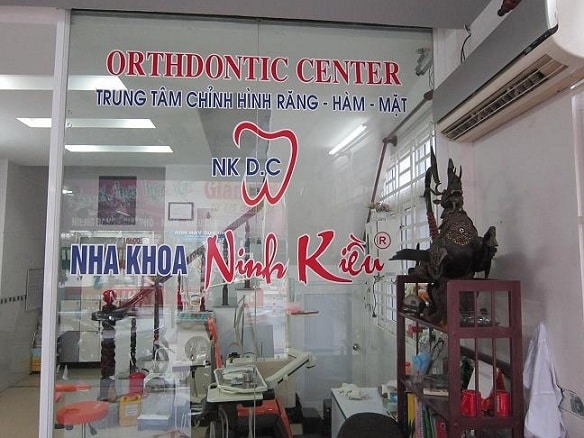 ORTHDONTIC CENTER
TRUNG TÂM CHỈNH HÌNH RĂNG - HÀM - MẶT
NK D.C
NHA KHOA Ninh Kiều ®